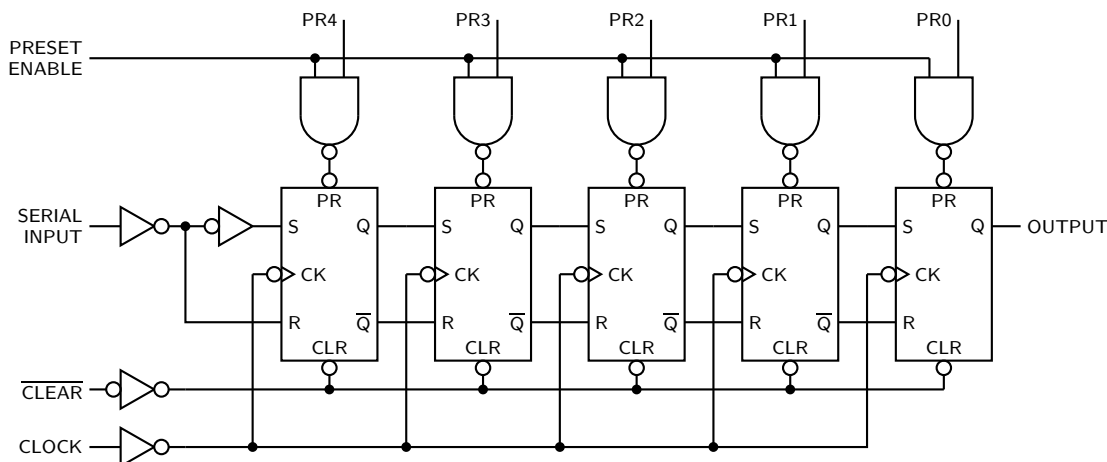 PR4 PR3 PR2 PR1 PR0
PRESET
ENABLE
PR PR PR PR PR
SERIAL
INPUT
S Q S Q S Q S Q S Q OUTPUT
CK CK CK CK CK
R Q̅ R Q̅ R Q̅ R Q̅ R
CLR CLR CLR CLR CLR
C̅L̅E̅A̅R̅
CLOCK